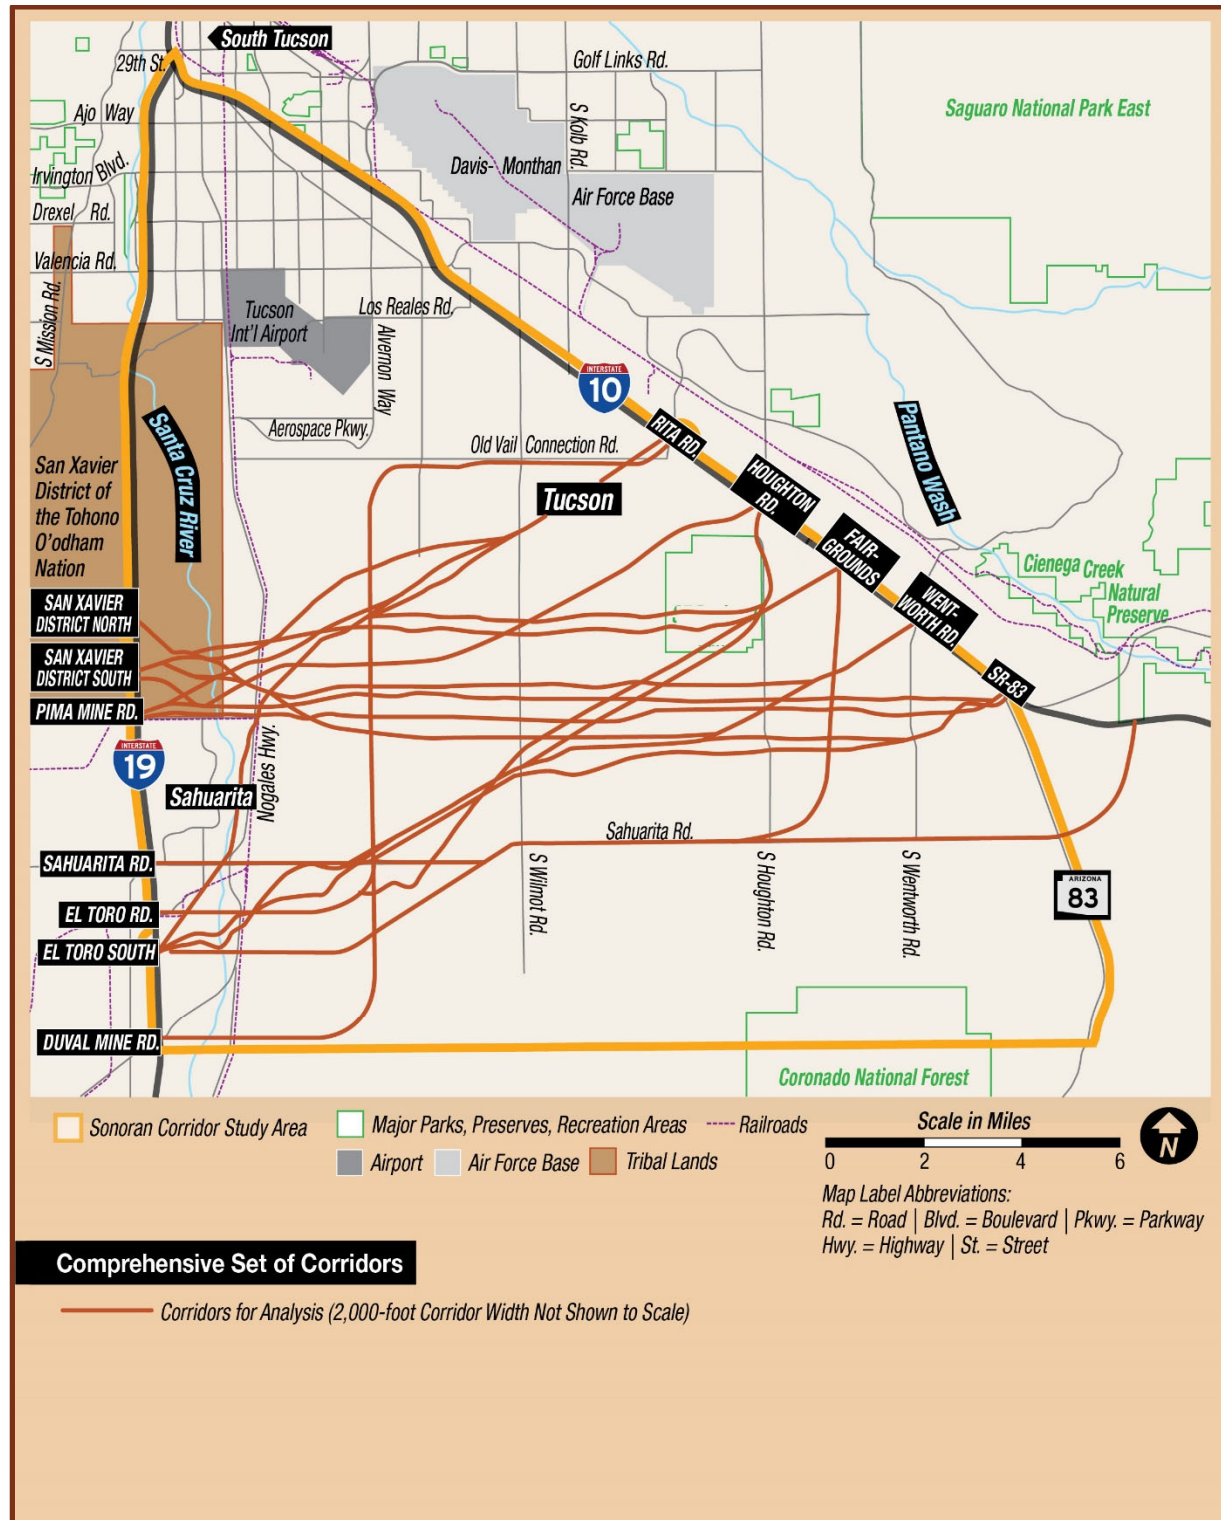 South Tucson
29th St.
Golf Links Rd.
Ajo Way
S Kolb Rd.
Saguaro National Park East
Irvington Blvd.
Davis- Monthan
Air Force Base
Drexel Rd.
Valencia Rd.
S Mission Rd.
Tucson
Int'l Airport
Los Reales Rd.
Alvernon Way
INTERSTATE
10
Santa Cruz River
Aerospace Pkwy.
Old Vail Connection Rd.
RITA RD.
Pantano Wash
San Xavier
District of
the Tohono
O'odham
Nation
Tucson
HOUGHTON
RD.
FAIR-
GROUNDS
Cienega Creek
Natural
Preserve
SAN XAVIER
DISTRICT NORTH
WENT-
WORTH RD.
SAN XAVIER
DISTRICT SOUTH
SR-83
PIMA MINE RD.
INTERSTATE
19
Nogales Hwy.
Sahuarita
Sahuarita Rd.
SAHUARITA RD.
S Wilmot Rd.
S Houghton Rd.
S Wentworth Rd.
ARIZONA
83
EL TORO RD.
EL TORO SOUTH
DUVAL MINE RD.
Coronado National Forest
Sonoran Corridor Study Area
Major Parks, Preserves, Recreation Areas
Railroads
Airport
Air Force Base
Tribal Lands
Scale in Miles
0 2 4 6
N
Map Label Abbreviations:
Rd. = Road | Blvd. = Boulevard | Pkwy. = Parkway
Hwy. = Highway | St. = Street
Comprehensive Set of Corridors
Corridors for Analysis (2,000-foot Corridor Width Not Shown to Scale)